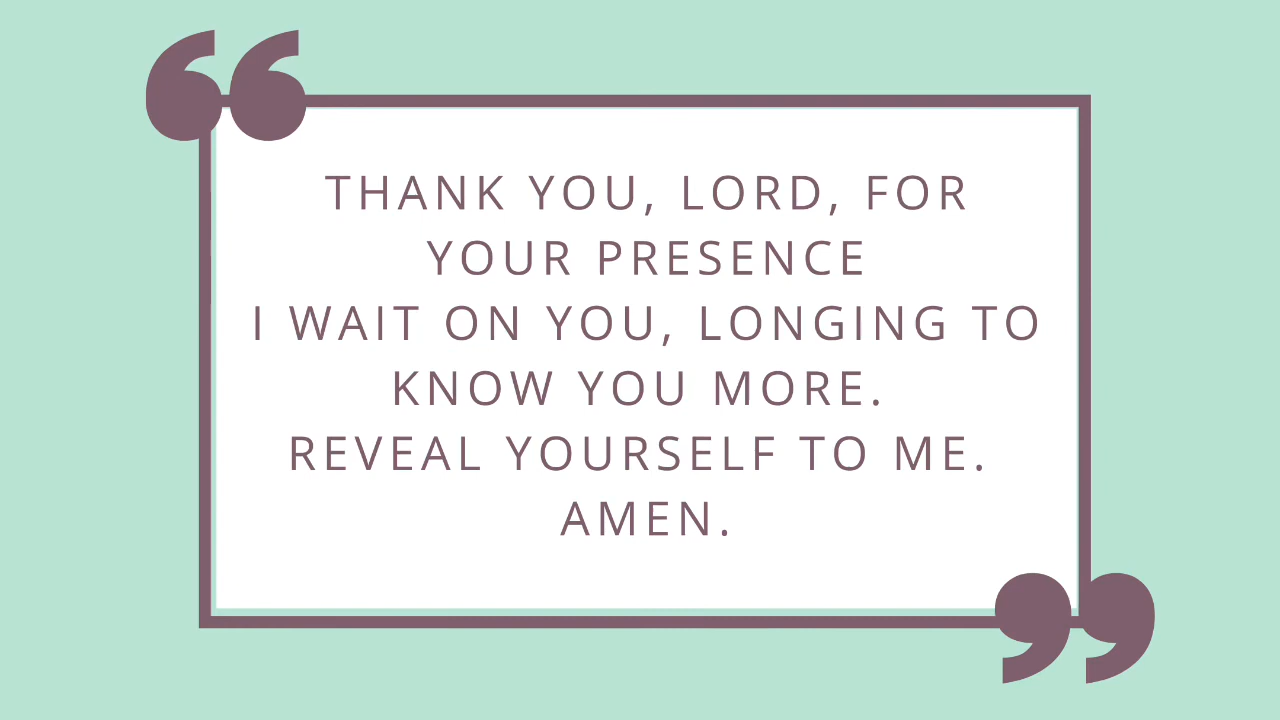 THANK YOU, LORD, FOR
YOUR PRESENCE
I WAIT ON YOU, LONGING TO
KNOW YOU MORE.
REVEAL YOURSELF TO ME.
AMEN.